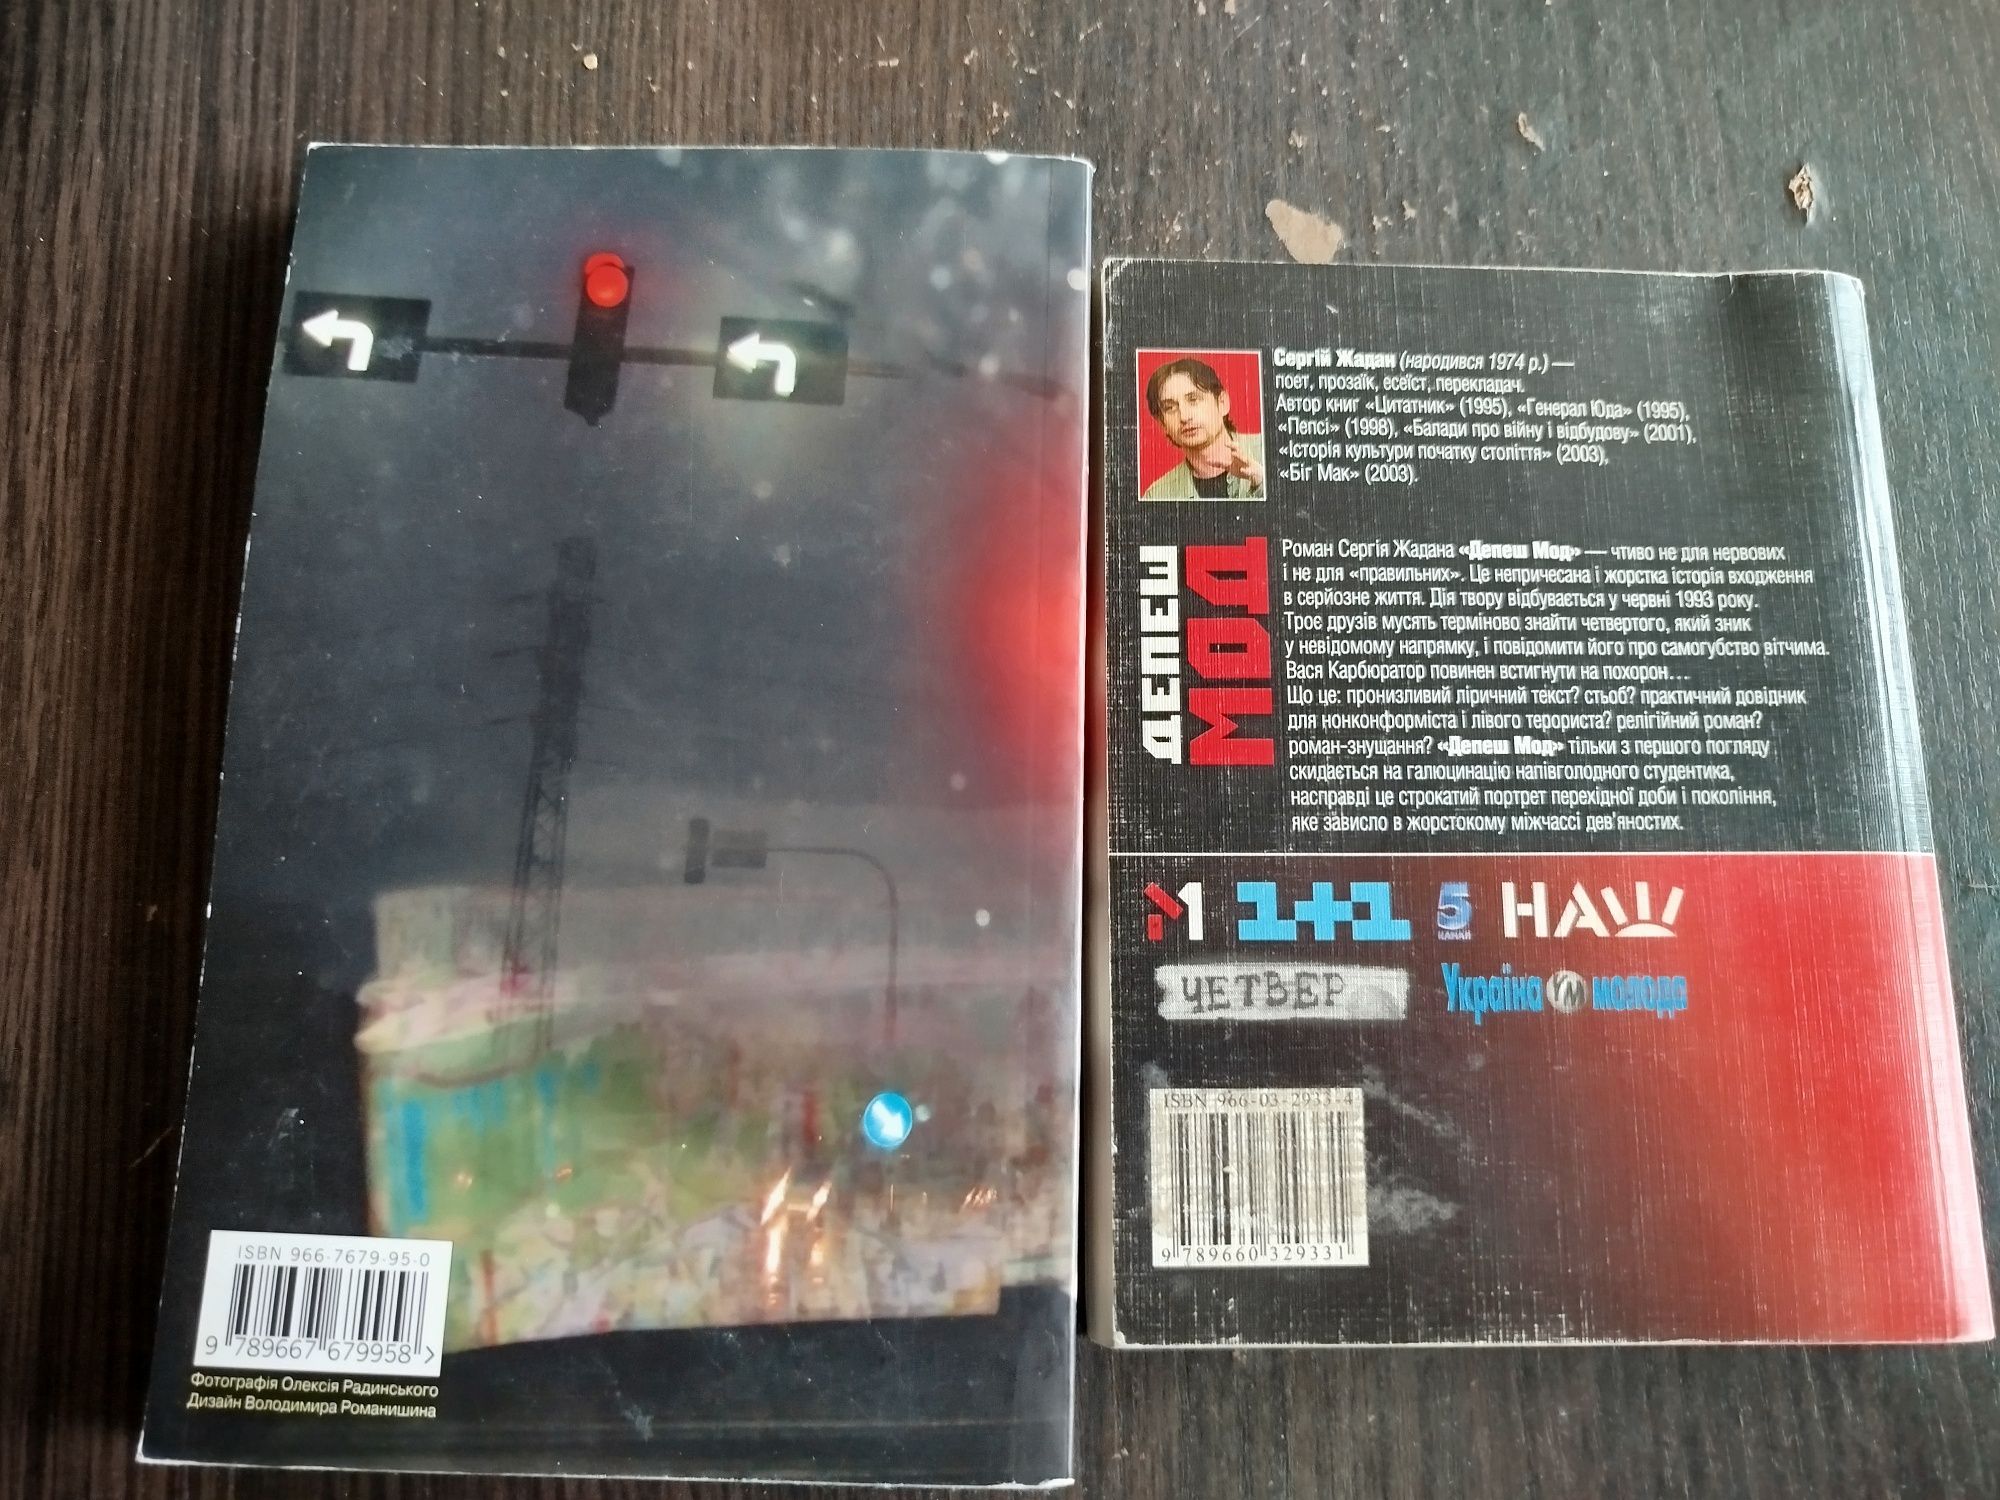 ISBN 966-7679-95-0
9 789667 679958 >
Фотографія Олексія Радинського
Дизайн Володимира Романишина
Сергій Жадан (народився 1974 р.) —
поет, прозаїк, есеїст, перекладач.
Автор книг «Цитатник» (1995), «Генерал Юда» (1995),
«Пепсі» (1998), «Балади про війну і відбудову» (2001),
«Історія культури початку століття» (2003),
«Біг Мак» (2003).
ДЕПЕШ
МОД
Роман Сергія Жадана «Депеш Мод» — чтиво не для нервових
і не для «правильних». Це непричесана і жорстка історія входження
в серйозне життя. Дія твору відбувається у червні 1993 року.
Троє друзів мусять терміново знайти четвертого, який зник
у невідомому напрямку, і повідомити його про самогубство вітчима.
Вася Карбюратор повинен встигнути на похорон...
Що це: пронизливий ліричний текст? стьоб? практичний довідник
для нонконформіста і лівого терориста? релігійний роман?
роман-знущання? «Депеш Мод» тільки з першого погляду
скидається на галюцинацію напівголодного студентика,
насправді це строкатий портрет перехідної доби і покоління,
яке зависло в жорстокому міжчассі дев'яностих.
М1 1+1 5 КАНАЛ НАШ
ЧЕТВЕР Україна УМ молода
ISBN 966-03-2933-4
9 789660 329331